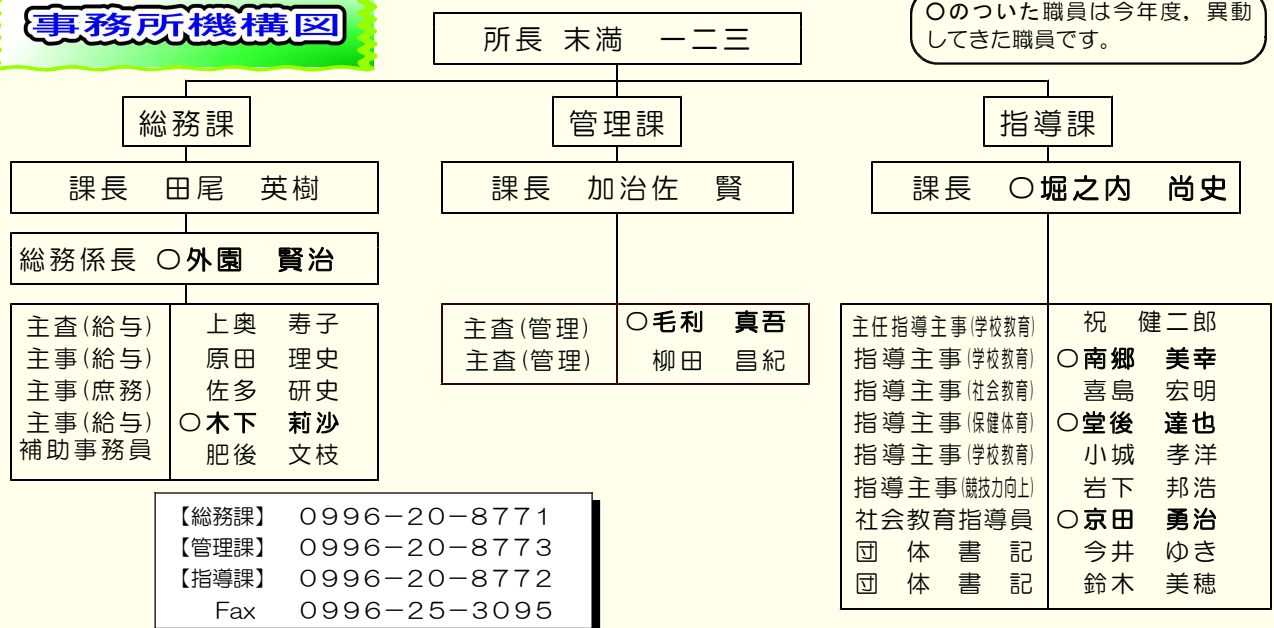 事務所機構図
所長 末満 一二三
〇のついた職員は今年度，異動
してきた職員です。
総務課
管理課
指導課
課長 田尾 英樹
課長 加治佐 賢
課長 〇堀之内 尚史
総務係長 〇外園 賢治
主査(給与) 上奥 寿子
主事(給与) 原田 理史
主事(庶務) 佐多 研史
主事(給与) 〇木下 莉沙
補助事務員 肥後 文枝
主査(管理) 〇毛利 真吾
主査(管理) 柳田 昌紀
主任指導主事(学校教育) 祝 健二郎
指導主事(学校教育) 〇南郷 美幸
指導主事(社会教育) 喜島 宏明
指導主事(保健体育) 〇堂後 達也
指導主事(学校教育) 小城 孝洋
指導主事(競技力向上) 岩下 邦浩
社会教育指導員 〇京田 勇治
団体書記 今井 ゆき
団体書記 鈴木 美穂
【総務課】 ０９９６－２０－８７７１
【管理課】 ０９９６－２０－８７７３
【指導課】 ０９９６－２０－８７７２
Fax ０９９６－２５－３０９５